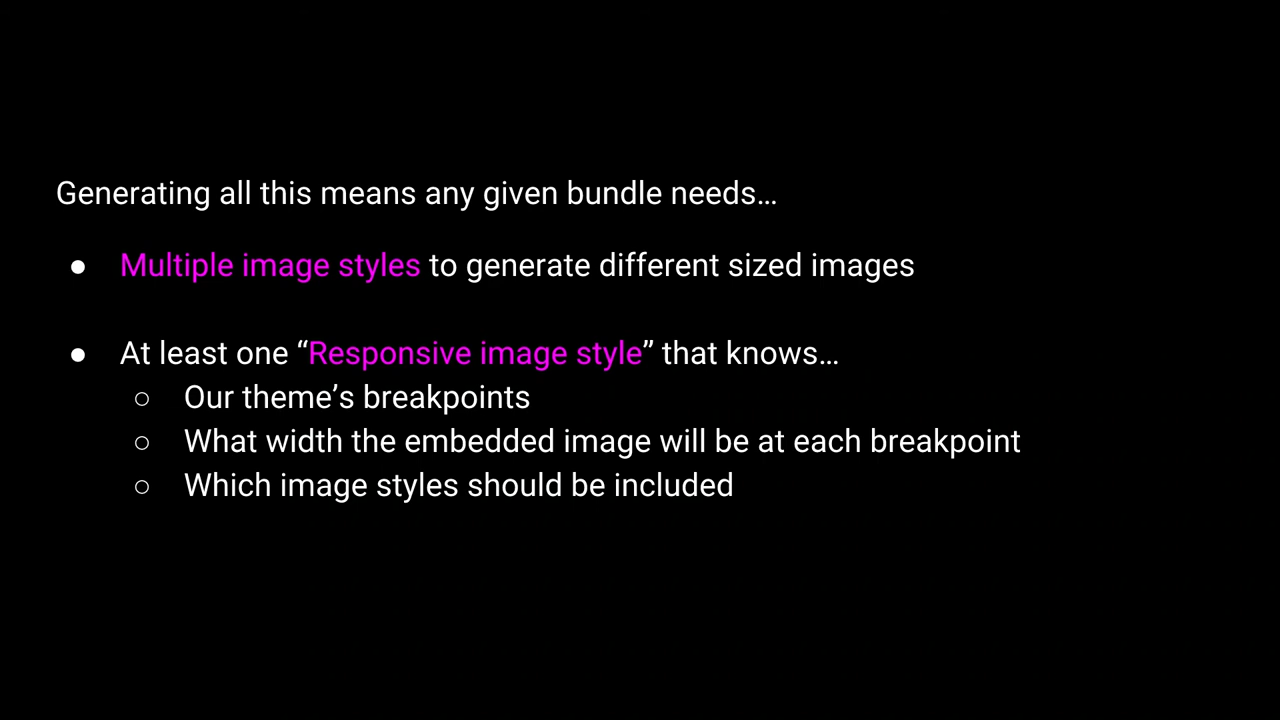 Generating all this means any given bundle needs…
● Multiple image styles to generate different sized images
● At least one “Responsive image style” that knows…
○ Our theme’s breakpoints
○ What width the embedded image will be at each breakpoint
○ Which image styles should be included